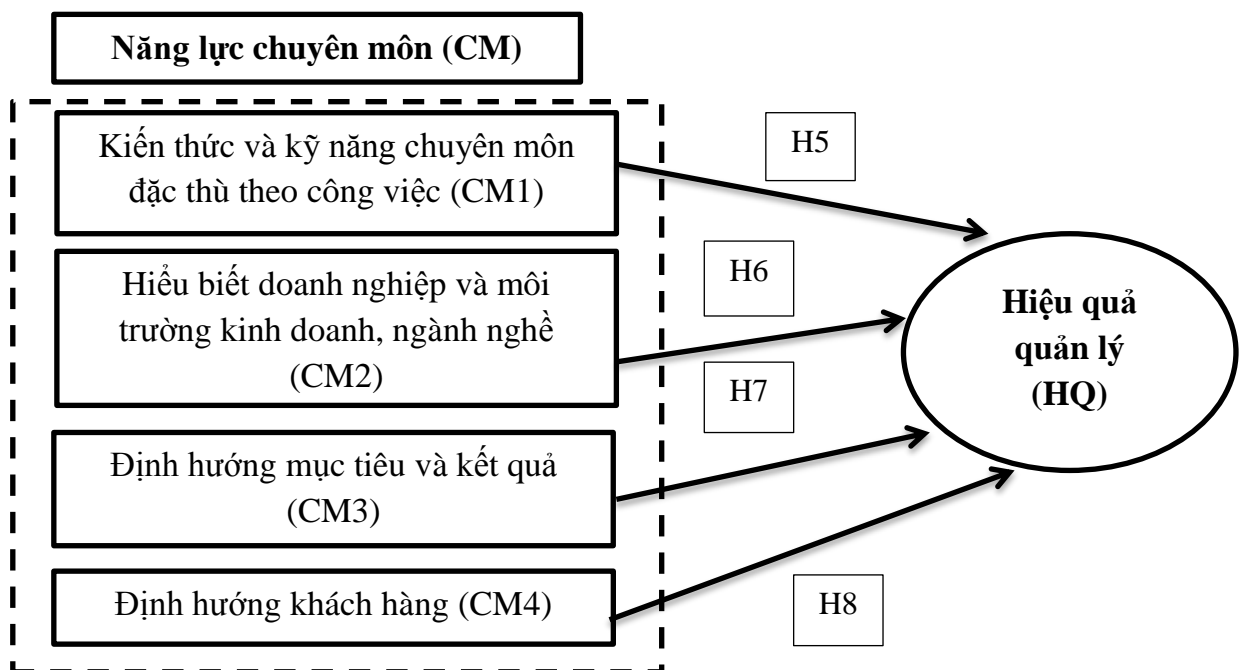 Năng lực chuyên môn (CM)
Kiến thức và kỹ năng chuyên môn
đặc thù theo công việc (CM1)
H5
Hiểu biết doanh nghiệp và môi
trường kinh doanh, ngành nghề
(CM2)
H6
Hiệu quả
quản lý
(HQ)
H7
Định hướng mục tiêu và kết quả
(CM3)
Định hướng khách hàng (CM4)
H8